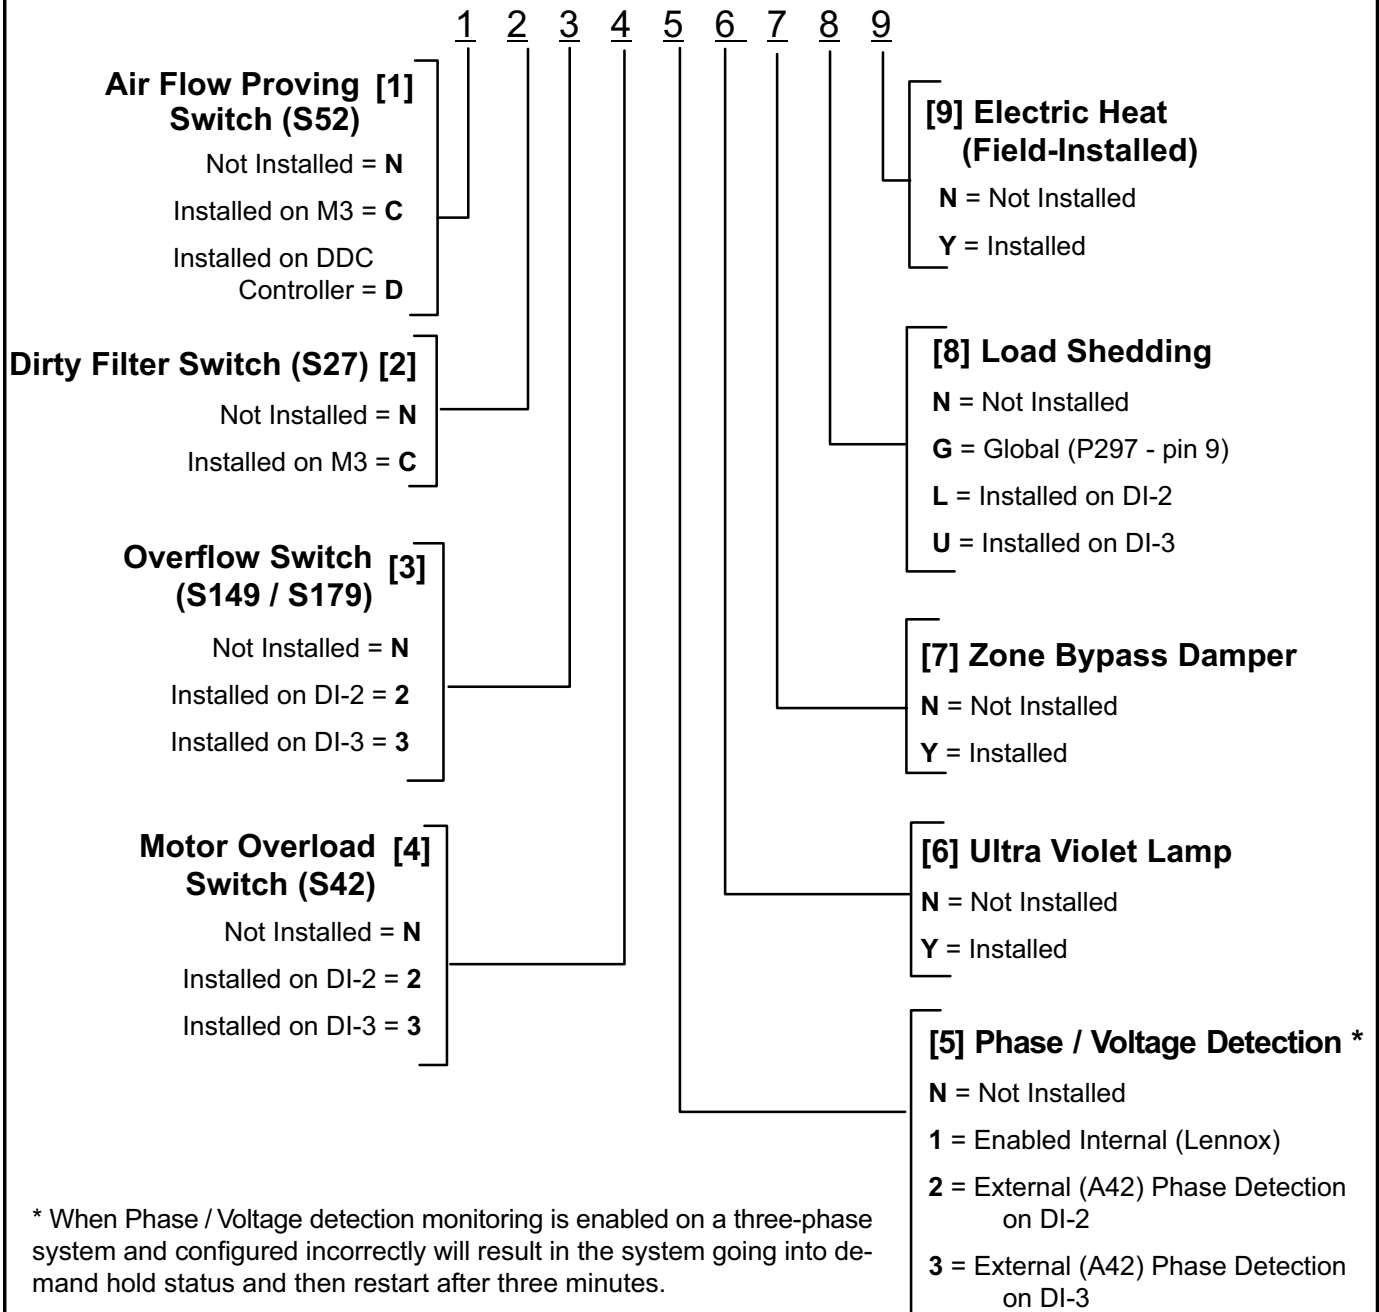 1 2 3 4 5 6 7 8 9
Air Flow Proving [1]
Switch (S52)
Not Installed = N
Installed on M3 = C
Installed on DDC
Controller = D
Dirty Filter Switch (S27) [2]
Not Installed = N
Installed on M3 = C
Overflow Switch [3]
(S149 / S179)
Not Installed = N
Installed on DI-2 = 2
Installed on DI-3 = 3
Motor Overload [4]
Switch (S42)
Not Installed = N
Installed on DI-2 = 2
Installed on DI-3 = 3
[9] Electric Heat
(Field-Installed)
N = Not Installed
Y = Installed
[8] Load Shedding
N = Not Installed
G = Global (P297 - pin 9)
L = Installed on DI-2
U = Installed on DI-3
[7] Zone Bypass Damper
N = Not Installed
Y = Installed
[6] Ultra Violet Lamp
N = Not Installed
Y = Installed
[5] Phase / Voltage Detection *
N = Not Installed
1 = Enabled Internal (Lennox)
2 = External (A42) Phase Detection
on DI-2
3 = External (A42) Phase Detection
on DI-3
* When Phase / Voltage detection monitoring is enabled on a three-phase
system and configured incorrectly will result in the system going into de-
mand hold status and then restart after three minutes.